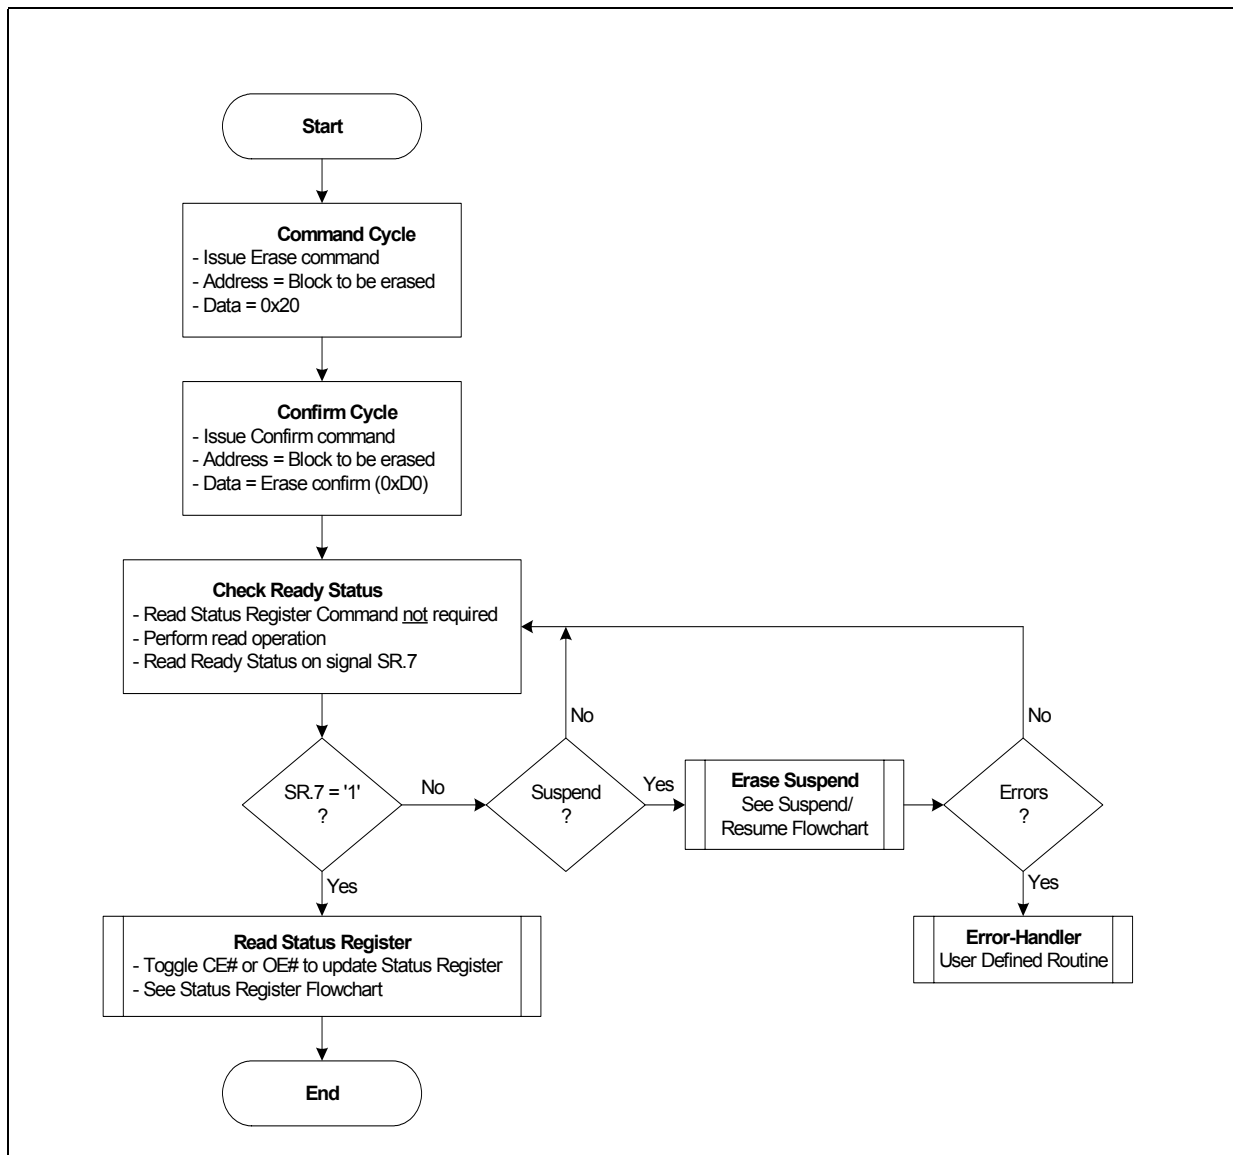 Start
Command Cycle
- Issue Erase command
- Address = Block to be erased
- Data = 0x20
Confirm Cycle
- Issue Confirm command
- Address = Block to be erased
- Data = Erase confirm (0xD0)
Check Ready Status
- Read Status Register Command not required
- Perform read operation
- Read Ready Status on signal SR.7
No
No
SR.7 = '1'
?
No
Suspend
?
Yes
Erase Suspend
See Suspend/
Resume Flowchart
Errors
?
Yes
Yes
Read Status Register
- Toggle CE# or OE# to update Status Register
- See Status Register Flowchart
Error-Handler
User Defined Routine
End